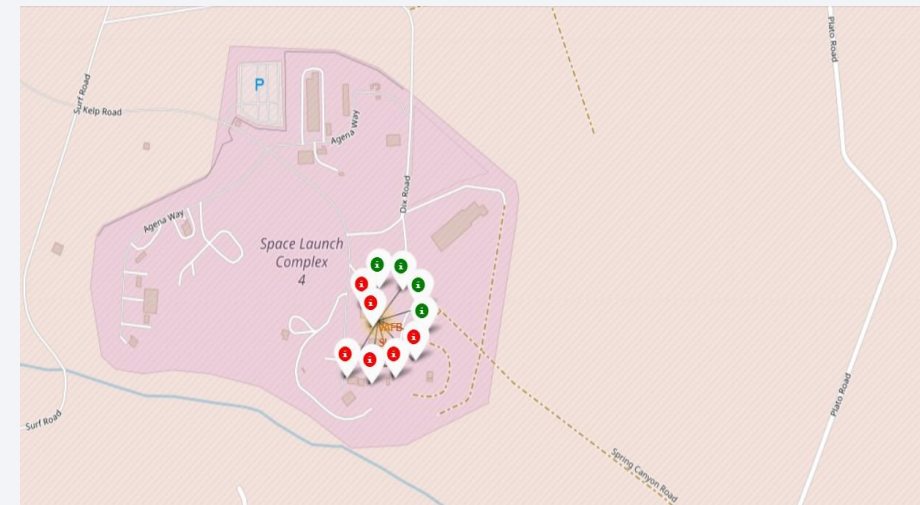 Plato Road
P
Surf Road
Kelp Road
Agena Way
Dix Road
Agena Way
Space Launch
Complex
4
i
i
i
i
i
i
i
i
i
i
Plato Road
Surf Road
Spring Canyon Road